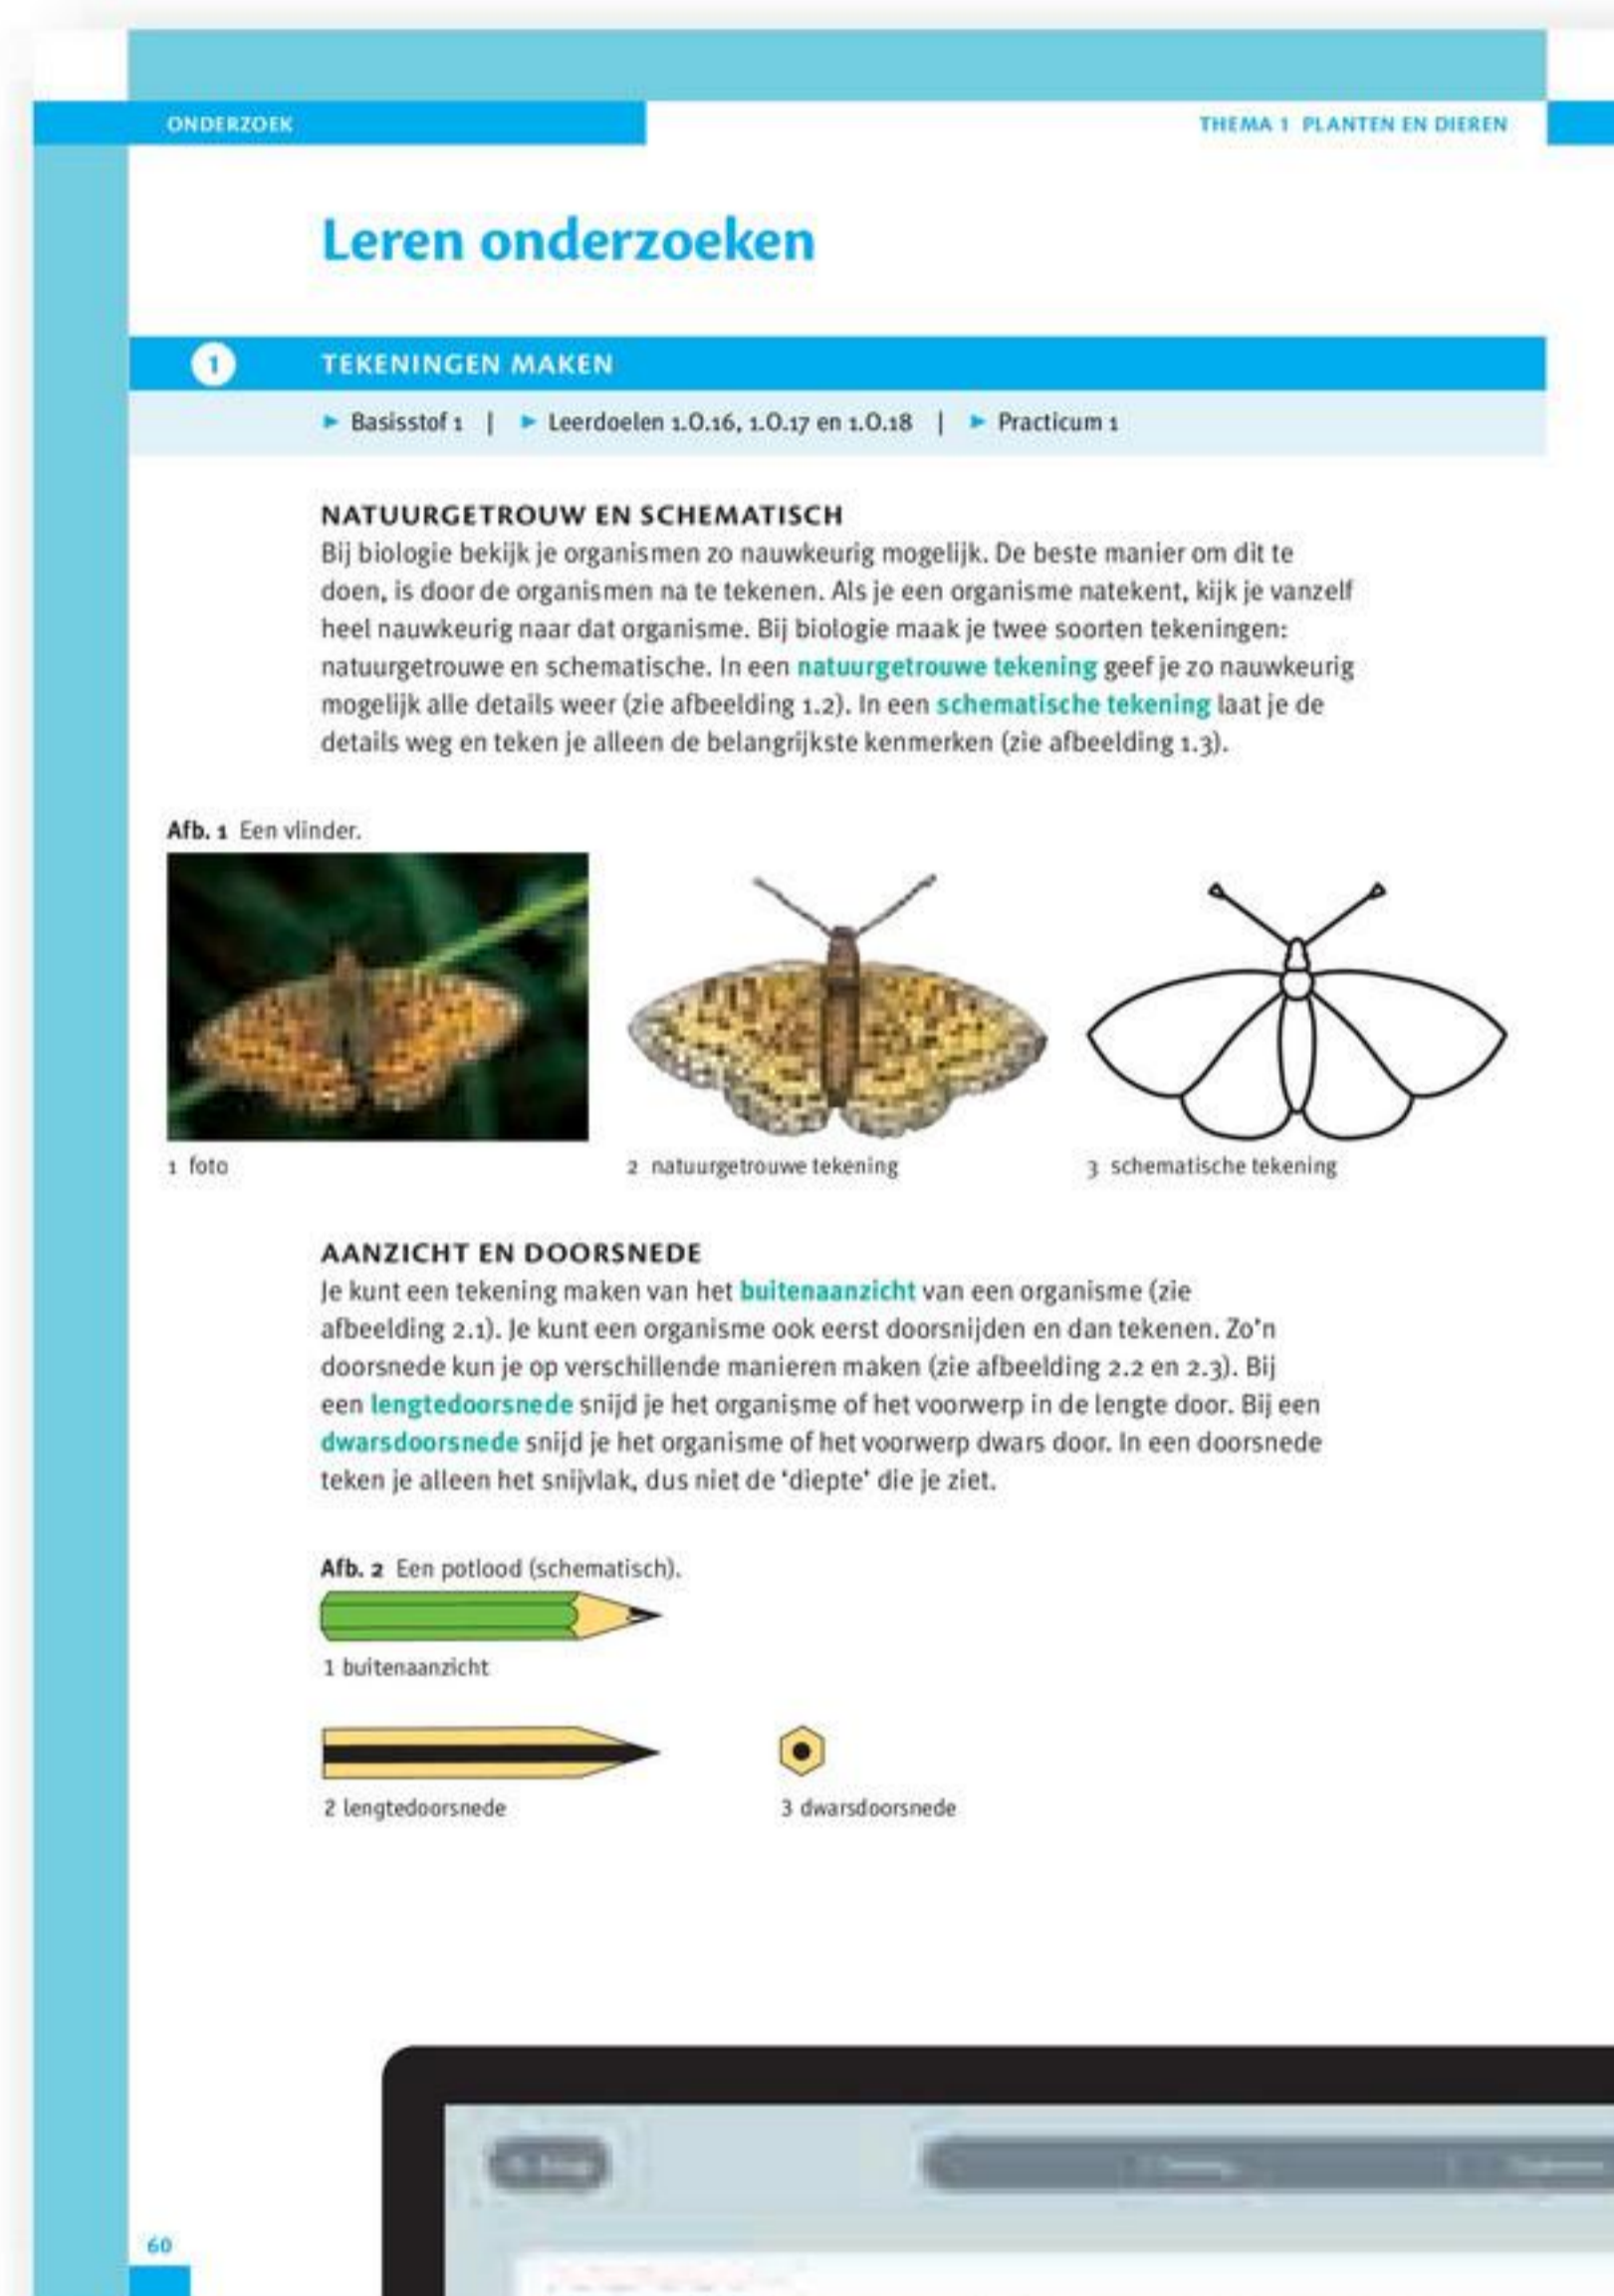 ONDERZOEK
THEMA 1 PLANTEN EN DIEREN
Leren onderzoeken
1 TEKENINGEN MAKEN
► Basisstof 1 | ► Leerdoelen 1.O.16, 1.O.17 en 1.O.18 | ► Practicum 1
NATUURGETROUW EN SCHEMATISCH
Bij biologie bekijk je organismen zo nauwkeurig mogelijk. De beste manier om dit te
doen, is door de organismen na te tekenen. Als je een organisme natekent, kijk je vanzelf
heel nauwkeurig naar dat organisme. Bij biologie maak je twee soorten tekeningen:
natuurgetrouwe en schematische. In een natuurgetrouwe tekening geef je zo nauwkeurig
mogelijk alle details weer (zie afbeelding 1.2). In een schematische tekening laat je de
details weg en teken je alleen de belangrijkste kenmerken (zie afbeelding 1.3).
Afb. 1 Een vlinder.
1 foto
2 natuurgetrouwe tekening
3 schematische tekening
AANZICHT EN DOORSNEDE
Je kunt een tekening maken van het buitenaanzicht van een organisme (zie
afbeelding 2.1). Je kunt een organisme ook eerst doorsnijden en dan tekenen. Zo'n
doorsnede kun je op verschillende manieren maken (zie afbeelding 2.2 en 2.3). Bij
een lengtedoorsnede snijd je het organisme of het voorwerp in de lengte door. Bij een
dwarsdoorsnede snijd je het organisme of het voorwerp dwars door. In een doorsnede
teken je alleen het snijvlak, dus niet de 'diepte' die je ziet.
Afb. 2 Een potlood (schematisch).
1 buitenaanzicht
2 lengtedoorsnede
3 dwarsdoorsnede
60